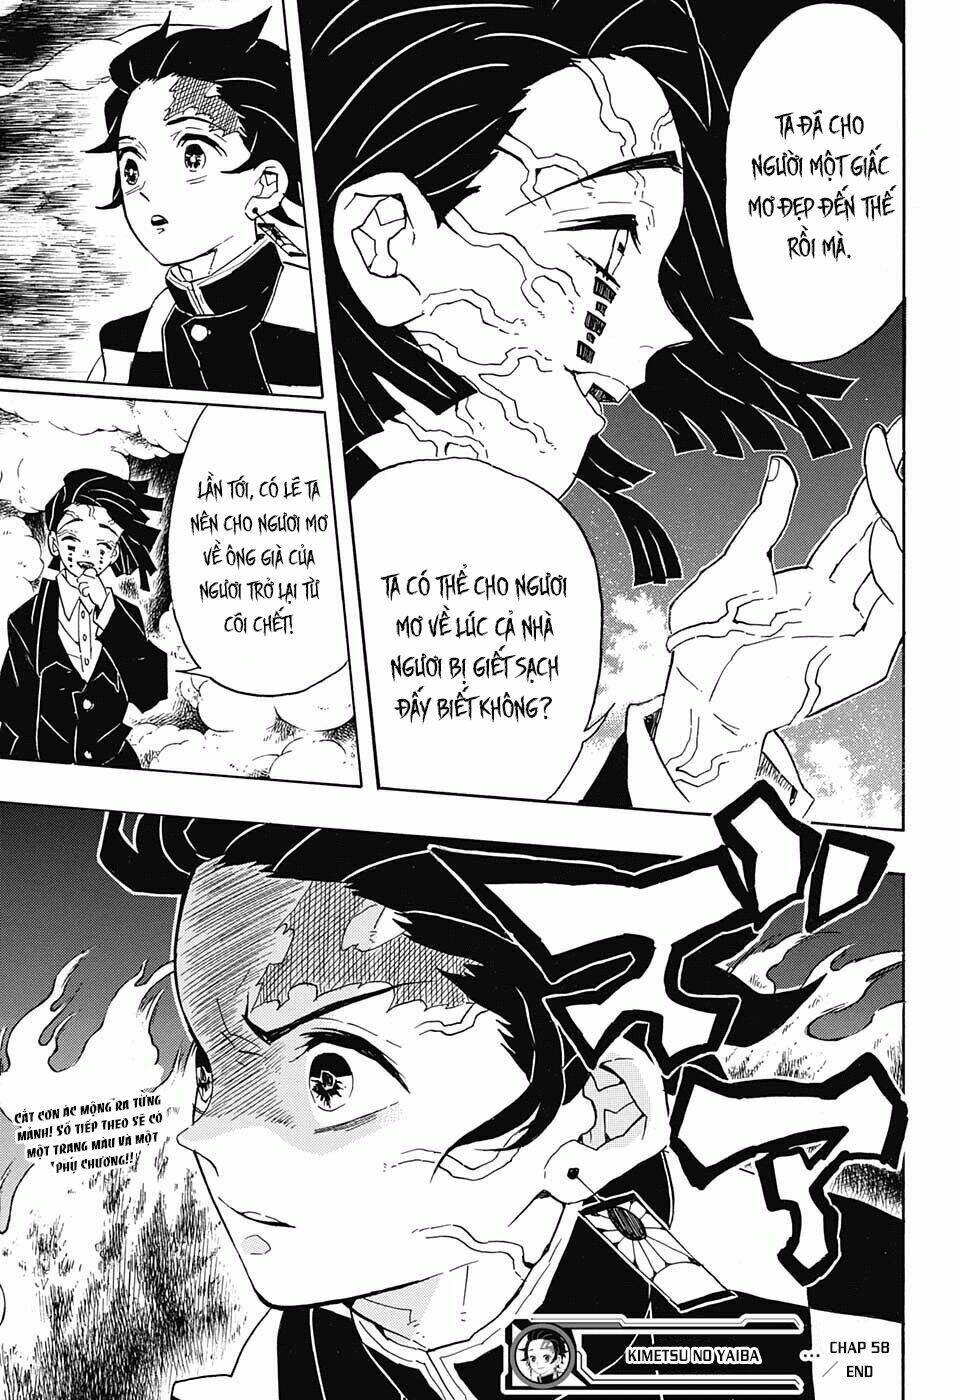 TA ĐÃ CHO
NGƯỜI MỘT GIẤC
MƠ ĐẸP ĐẾN THẾ
RỒI MÀ.
TA CÓ THỂ CHO NGƯƠI
MƠ VỀ LÚC CẢ NHÀ
NGƯƠI BỊ GIẾT SẠCH
ĐẤY BIẾT KHÔNG?
LẦN TỚI, CÓ LẼ TA
NÊN CHO NGƯƠI MƠ
VỀ ÔNG GIÀ CỦA
NGƯƠI TRỞ LẠI TỪ
CÕI CHẾT!
CẮT CƠN ÁC MỘNG RA TỪNG
MẢNH! SỐ TIẾP THEO SẼ CÓ
MỘT TRANG MÀU VÀ MỘT
PHỤ CHƯƠNG!!
KIMETSU NO YAIBA
... CHAP 58
END